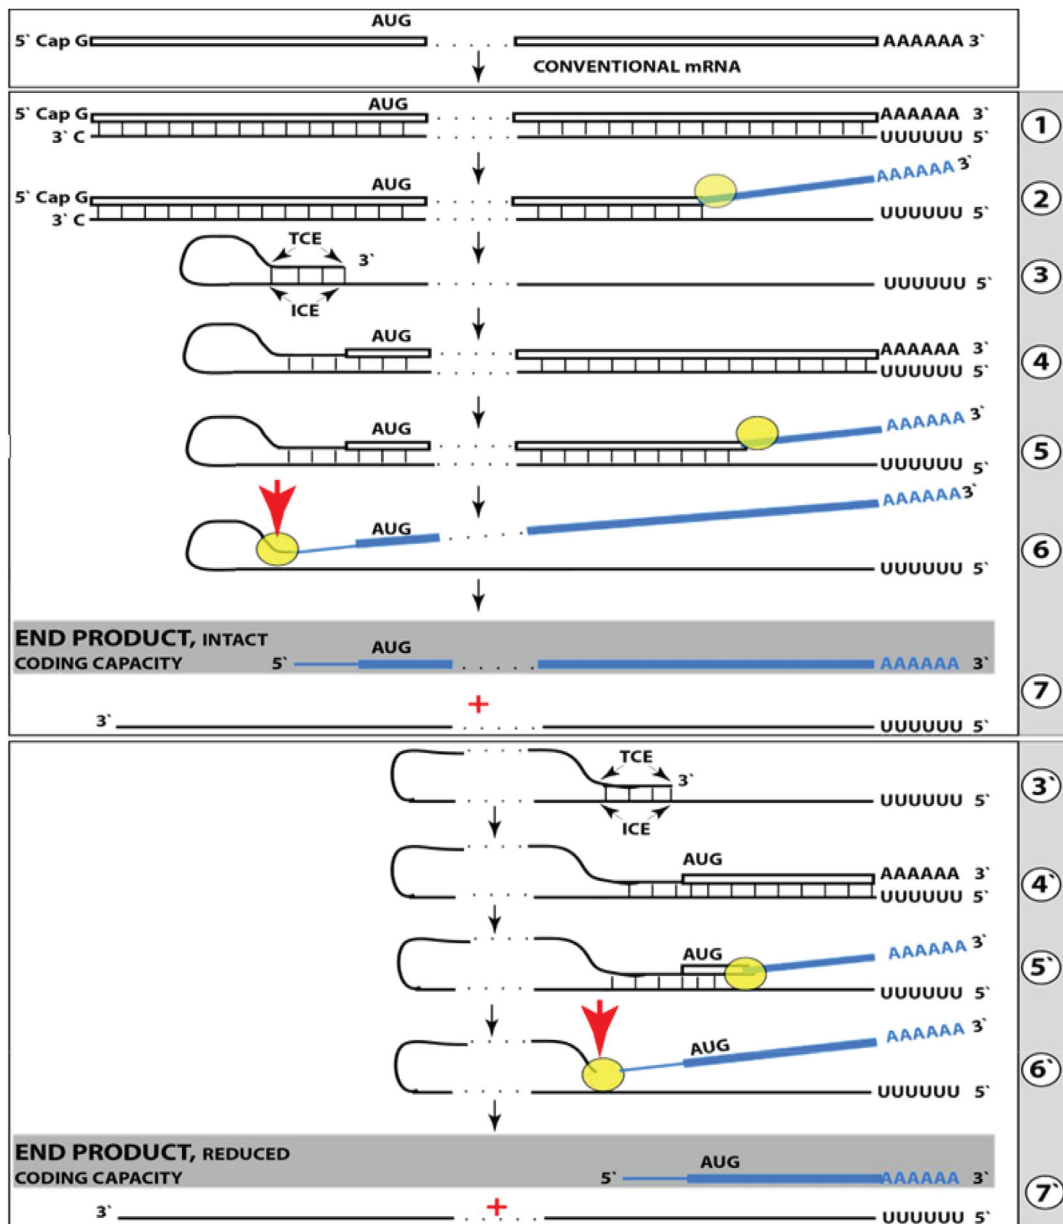 AUG
5` Cap G AAAAAA 3`
CONVENTIONAL mRNA
AUG
5` Cap G AAAAAA 3`
3` C UUUUUU 5`
1
AUG AAAAAA 3`
5` Cap G
3` C UUUUUU 5`
2
TCE
3`
UUUUUU 5`
ICE
3
AUG
AAAAAA 3`
UUUUUU 5`
4
AUG AAAAAA 3`
UUUUUU 5`
5
AAAAAA 3`
AUG
UUUUUU 5`
6
END PRODUCT, INTACT
AUG
CODING CAPACITY 5` AAAAAA 3`
7
+
3` UUUUUU 5`
TCE
3`
UUUUUU 5`
ICE
3`
AUG
AAAAAA 3`
UUUUUU 5`
4`
AUG AAAAAA 3`
UUUUUU 5`
5`
AUG AAAAAA 3`
UUUUUU 5`
6`
END PRODUCT, REDUCED
AUG
CODING CAPACITY 5` AAAAAA 3`
7`
+
3` UUUUUU 5`